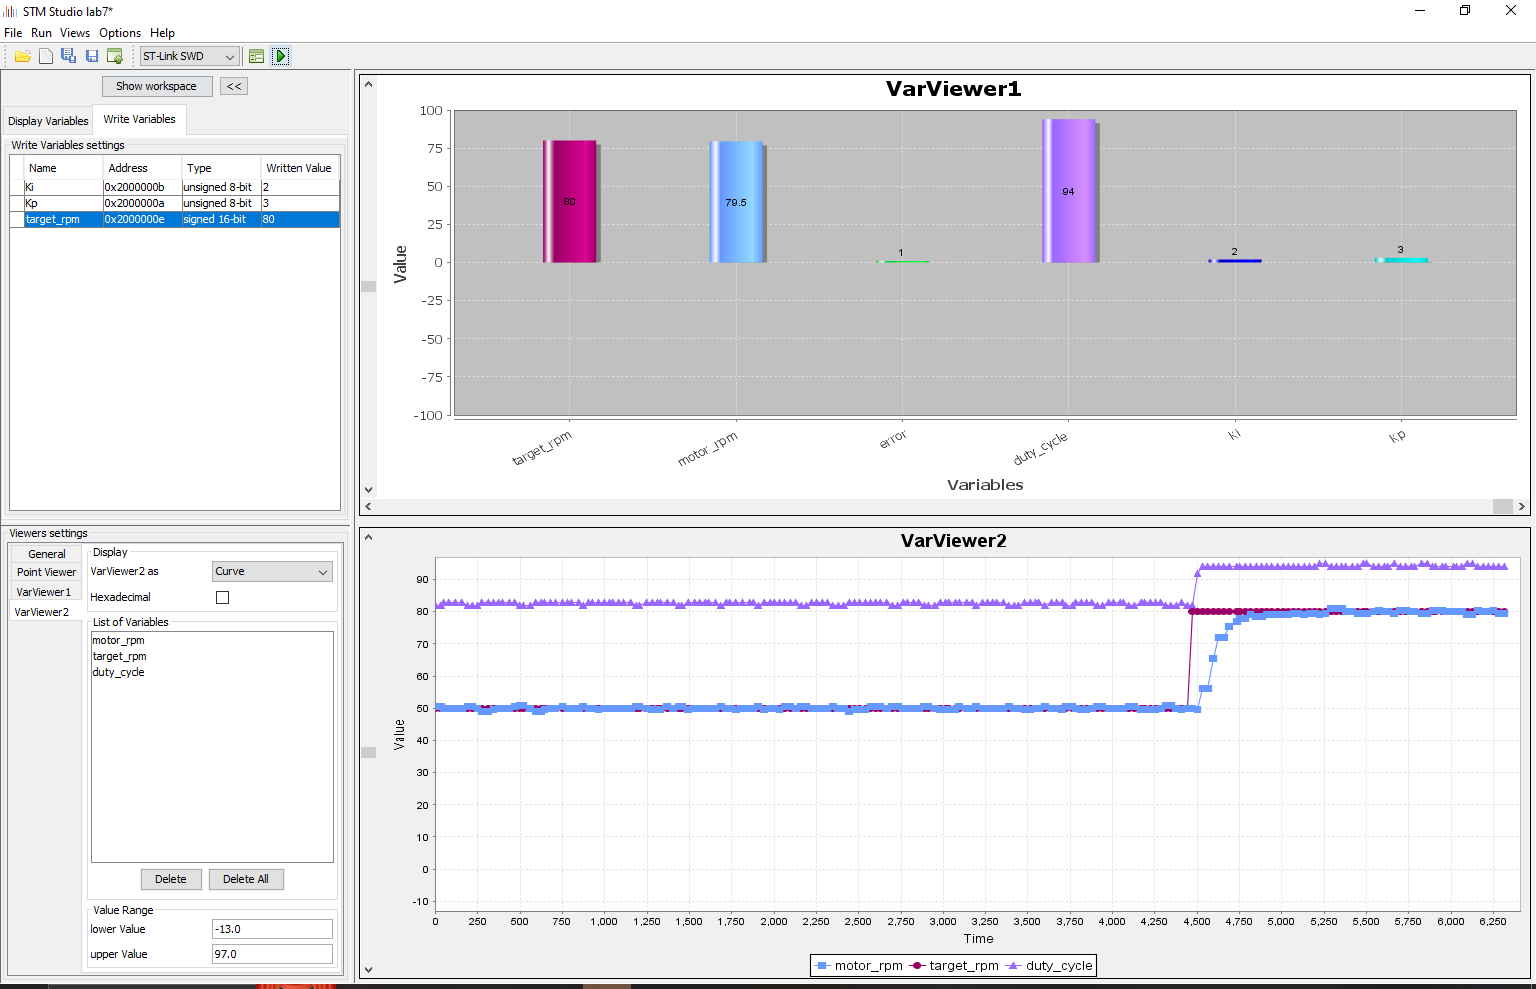 STM Studio lab7*
File Run Views Options Help
ST-Link SWD
Show workspace <<
Display Variables Write Variables
Write Variables settings
Name Address Type Written Value
Ki 0x2000000b unsigned 8-bit 2
Kp 0x2000000a unsigned 8-bit 3
target_rpm 0x2000000e signed 16-bit 80
Viewers settings
General
Point Viewer
VarViewer1
VarViewer2
Display
VarViewer2 as Curve
Hexadecimal
List of Variables
motor_rpm
target_rpm
duty_cycle
Delete Delete All
Value Range
lower Value -13.0
upper Value 97.0
VarViewer1
Value
100
75
50
25
0
-25
-50
-75
-100
80 79.5 1 94 2 3
target_rpm motor_rpm error duty_cycle Ki Kp
Variables
VarViewer2
Value
90
80
70
60
50
40
30
20
10
0
-10
0 250 500 750 1,000 1,250 1,500 1,750 2,000 2,250 2,500 2,750 3,000 3,250 3,500 3,750 4,000 4,250 4,500 4,750 5,000 5,250 5,500 5,750 6,000 6,250
Time
motor_rpm target_rpm duty_cycle